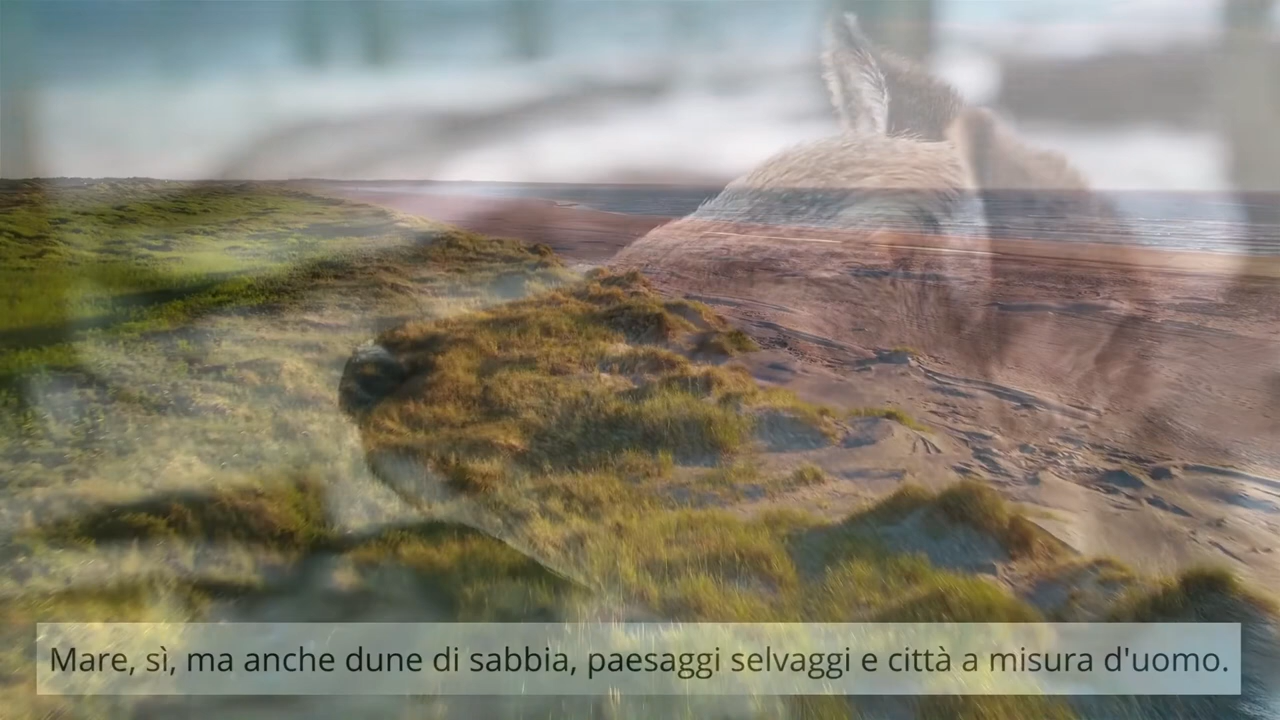 Mare, sì, ma anche dune di sabbia, paesaggi selvaggi e città a misura d'uomo.